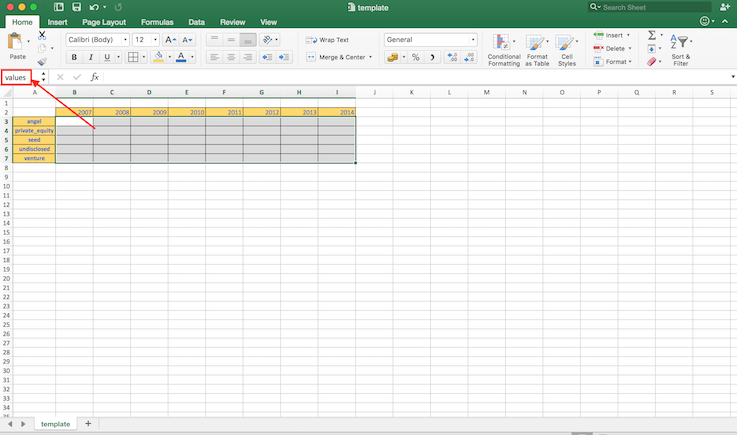 template
Search Sheet
Home Insert Page Layout Formulas Data Review View
Paste
Calibri (Body) 12 A A
B I U A
Wrap Text
Merge & Center
General
%
Conditional Formatting
Format as Table
Cell Styles
Insert
Delete
Format
Sort & Filter
values fx
A B C D E F G H I J K L M N O P Q R S
1
2 2007 2008 2009 2010 2011 2012 2013 2014
3 angel
4 private_equity
5 seed
6 undisclosed
7 venture
8
9
10
11
12
13
14
15
16
17
18
19
20
21
22
23
24
25
26
27
28
29
30
31
32
33
34
template